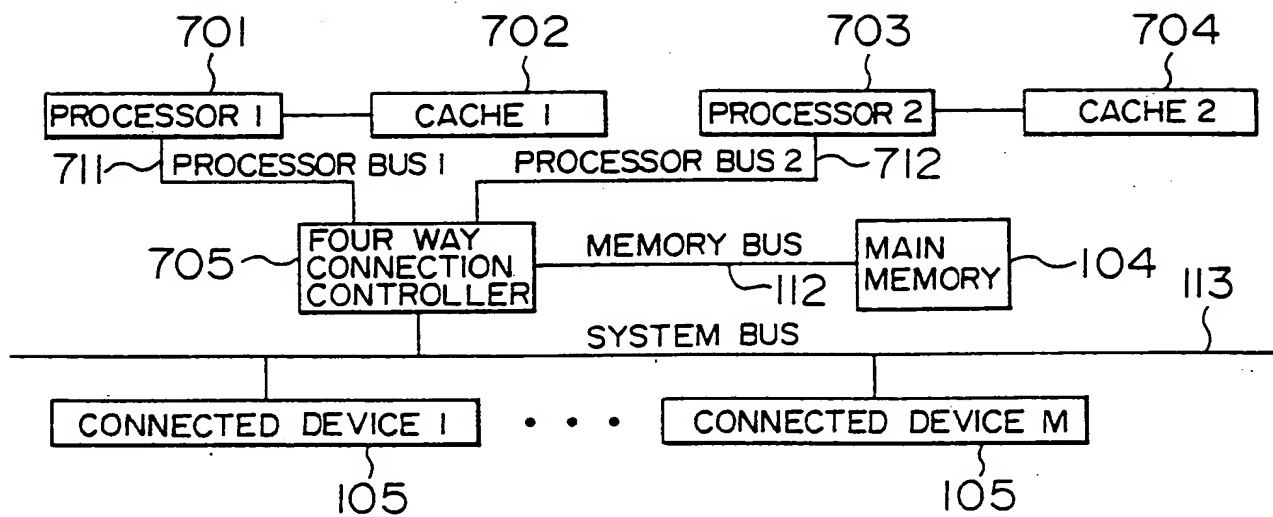 701 702 703 704
PROCESSOR 1 CACHE 1 PROCESSOR 2 CACHE 2
711 PROCESSOR BUS 1 PROCESSOR BUS 2 712
705
FOUR WAY
CONNECTION
CONTROLLER
MEMORY BUS
112
MAIN
MEMORY
104
113
SYSTEM BUS
CONNECTED DEVICE 1 • • • CONNECTED DEVICE M
105 105